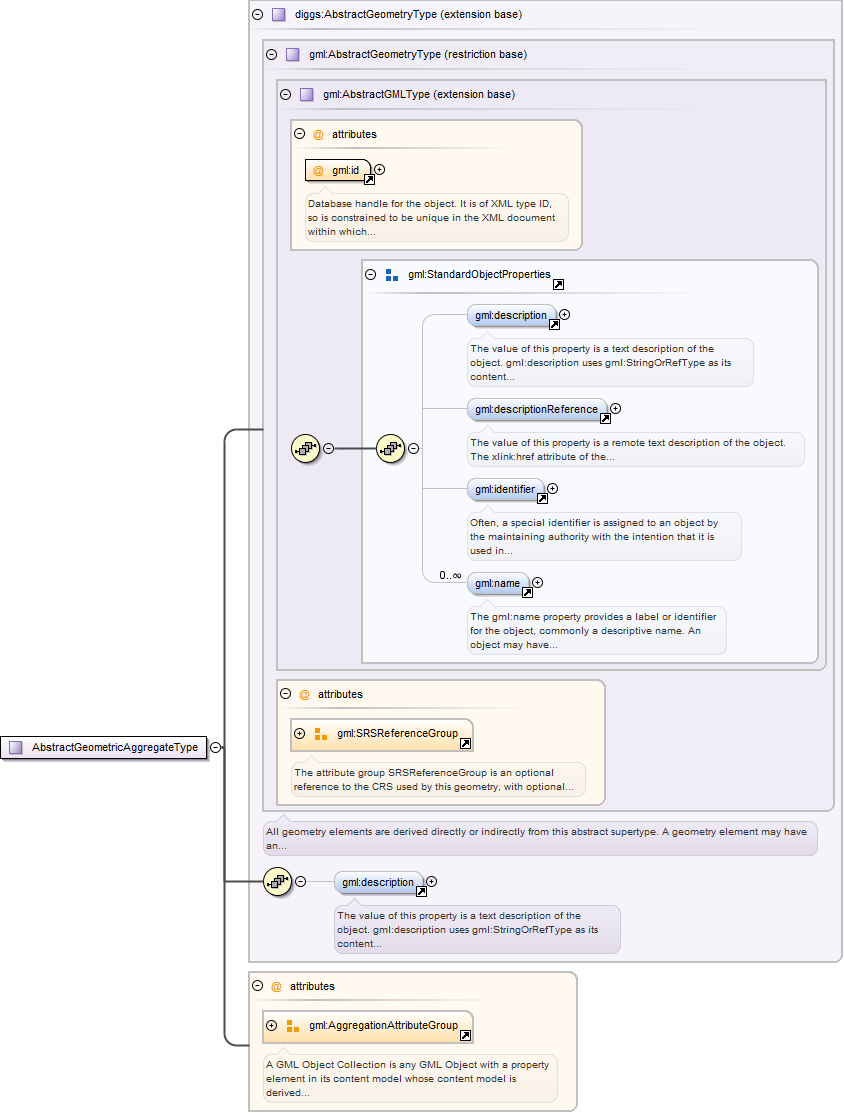 diggs:AbstractGeometryType (extension base)
gml:AbstractGeometryType (restriction base)
gml:AbstractGMLType (extension base)
@ attributes
@ gml:id
Database handle for the object. It is of XML type ID,
so is constrained to be unique in the XML document
within which...
gml:StandardObjectProperties
gml:description
The value of this property is a text description of the
object. gml:description uses gml:StringOrRefType as its
content...
gml:descriptionReference
The value of this property is a remote text description of the object.
The xlink:href attribute of the...
gml:identifier
Often, a special identifier is assigned to an object by
the maintaining authority with the intention that it is
used in...
0..∞
gml:name
The gml:name property provides a label or identifier
for the object, commonly a descriptive name. An
object may have...
@ attributes
gml:SRSReferenceGroup
The attribute group SRSReferenceGroup is an optional
reference to the CRS used by this geometry, with optional...
AbstractGeometricAggregateType
All geometry elements are derived directly or indirectly from this abstract supertype. A geometry element may have
an...
gml:description
The value of this property is a text description of the
object. gml:description uses gml:StringOrRefType as its
content...
@ attributes
gml:AggregationAttributeGroup
A GML Object Collection is any GML Object with a property
element in its content model whose content model is
derived...